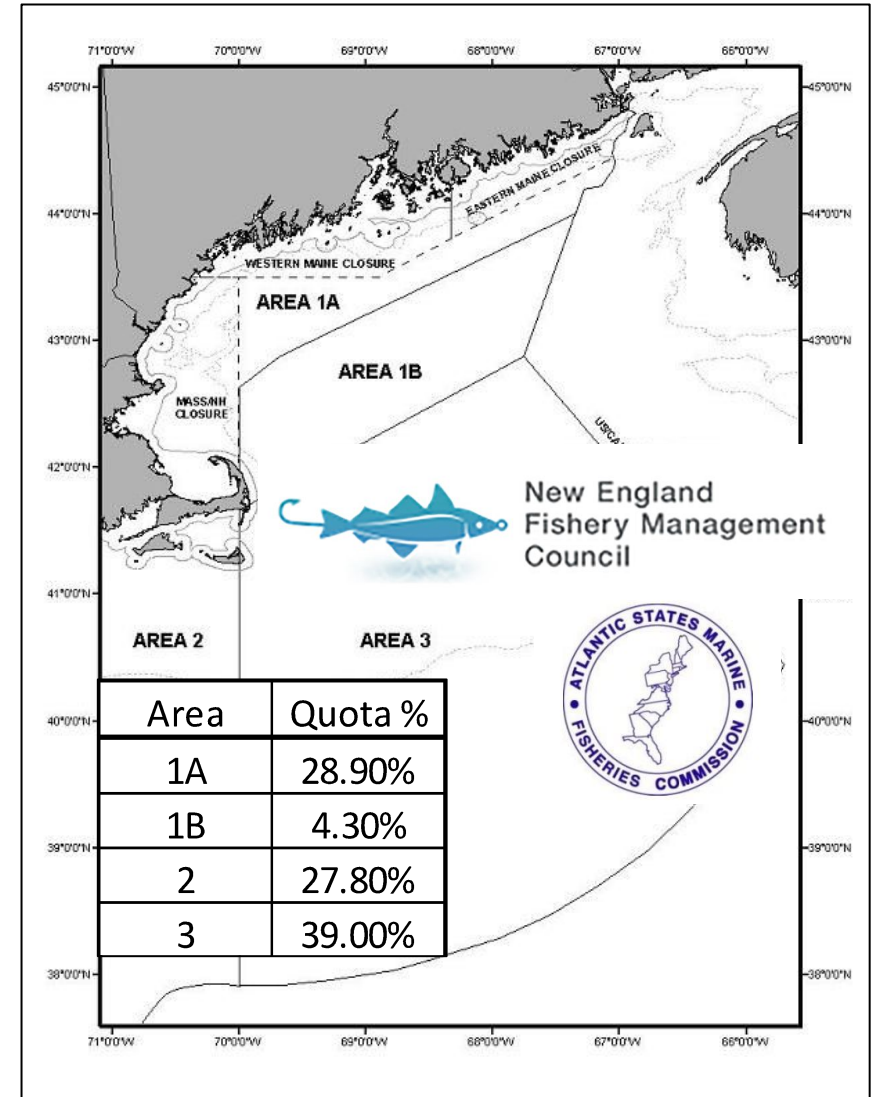 71°0'0"W 70°0'0"W 69°0'0"W 68°0'0"W 67°0'0"W 66°0'0"W
45°0'0"N 45°0'0"N
EASTERN MAINE CLOSURE
44°0'0"N 44°0'0"N
WESTERN MAINE CLOSURE
AREA 1A
43°0'0"N 43°0'0"N
AREA 1B
MASS/NH
CLOSURE
42°0'0"N
New England
Fishery Management
Council
41°0'0"N
ATLANTIC STATES MARINE
FISHERIES COMMISSION
AREA 2 AREA 3
Area Quota %
40°0'0"N 40°0'0"N
1A 28.90%
1B 4.30%
39°0'0"N 39°0'0"N
2 27.80%
3 39.00%
38°0'0"N 38°0'0"N
71°0'0"W 70°0'0"W 69°0'0"W 68°0'0"W 67°0'0"W 66°0'0"W